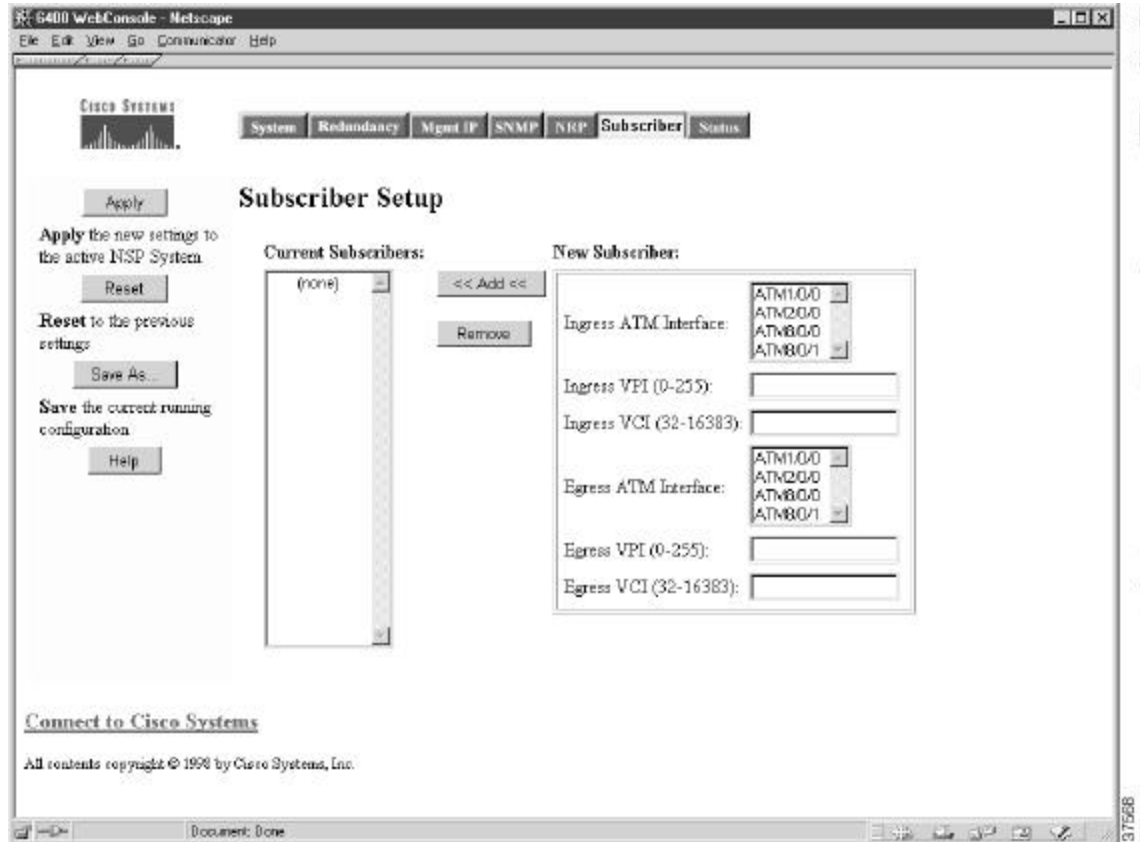 6400 WebConsole - Netscape
File Edit View Go Communicator Help
CISCO SYSTEMS
System Redundancy Mgmt IP SNMP NRP Subscriber Status
Apply
Apply the new settings to
the active NSP System
Reset
Reset to the previous
settings
Save As...
Save the current running
configuration
Help
Subscriber Setup
Current Subscribers:
(none)
<< Add <<
Remove
New Subscriber:
Ingress ATM Interface:
ATM1/0/0
ATM2/0/0
ATM8/0/0
ATM8/0/1
Ingress VPI (0-255):
Ingress VCI (32-16383):
Egress ATM Interface:
ATM1/0/0
ATM2/0/0
ATM8/0/0
ATM8/0/1
Egress VPI (0-255):
Egress VCI (32-16383):
Connect to Cisco Systems
All contents copyright © 1998 by Cisco Systems, Inc.
Document: Done
37568